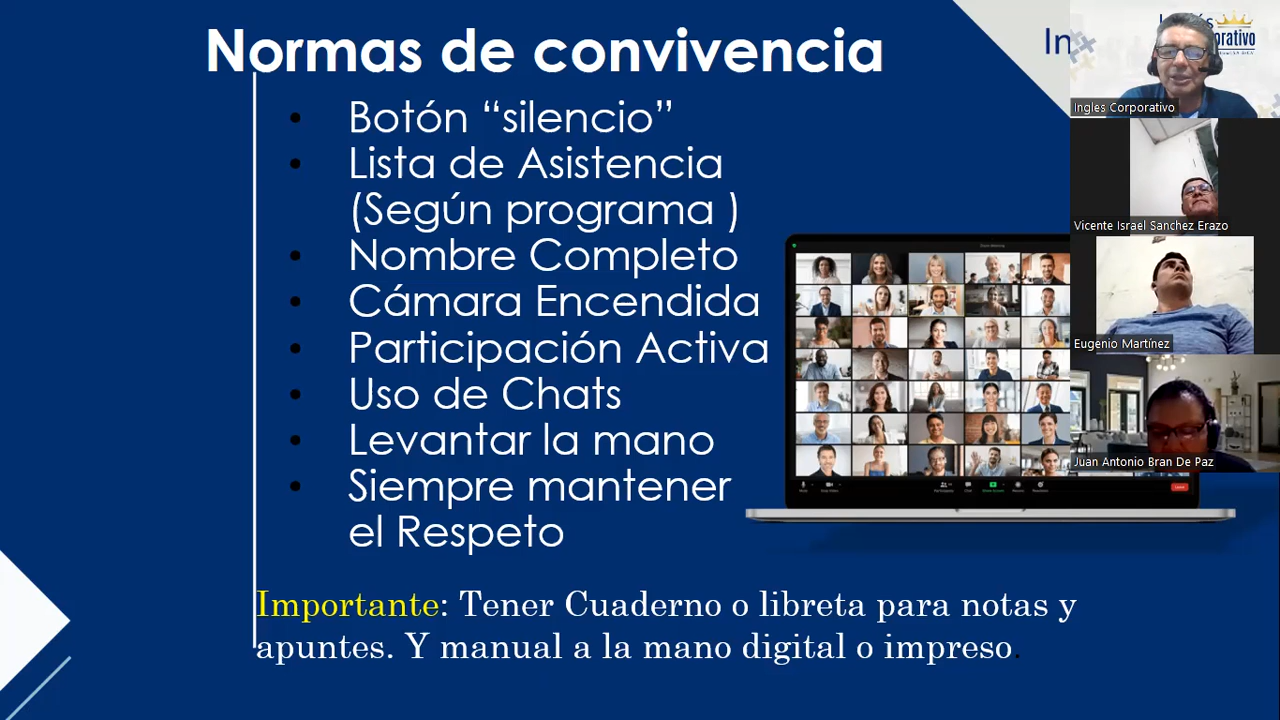 Normas de convivencia
Botón “silencio”
Lista de Asistencia
(Según programa )
Nombre Completo
Cámara Encendida
Participación Activa
Uso de Chats
Levantar la mano
Siempre mantener
el Respeto
Importante: Tener Cuaderno o libreta para notas y
apuntes. Y manual a la mano digital o impreso.
Ingles Corporativo
Vicente Israel Sanchez Erazo
Eugenio Martínez
Juan Antonio Bran De Paz